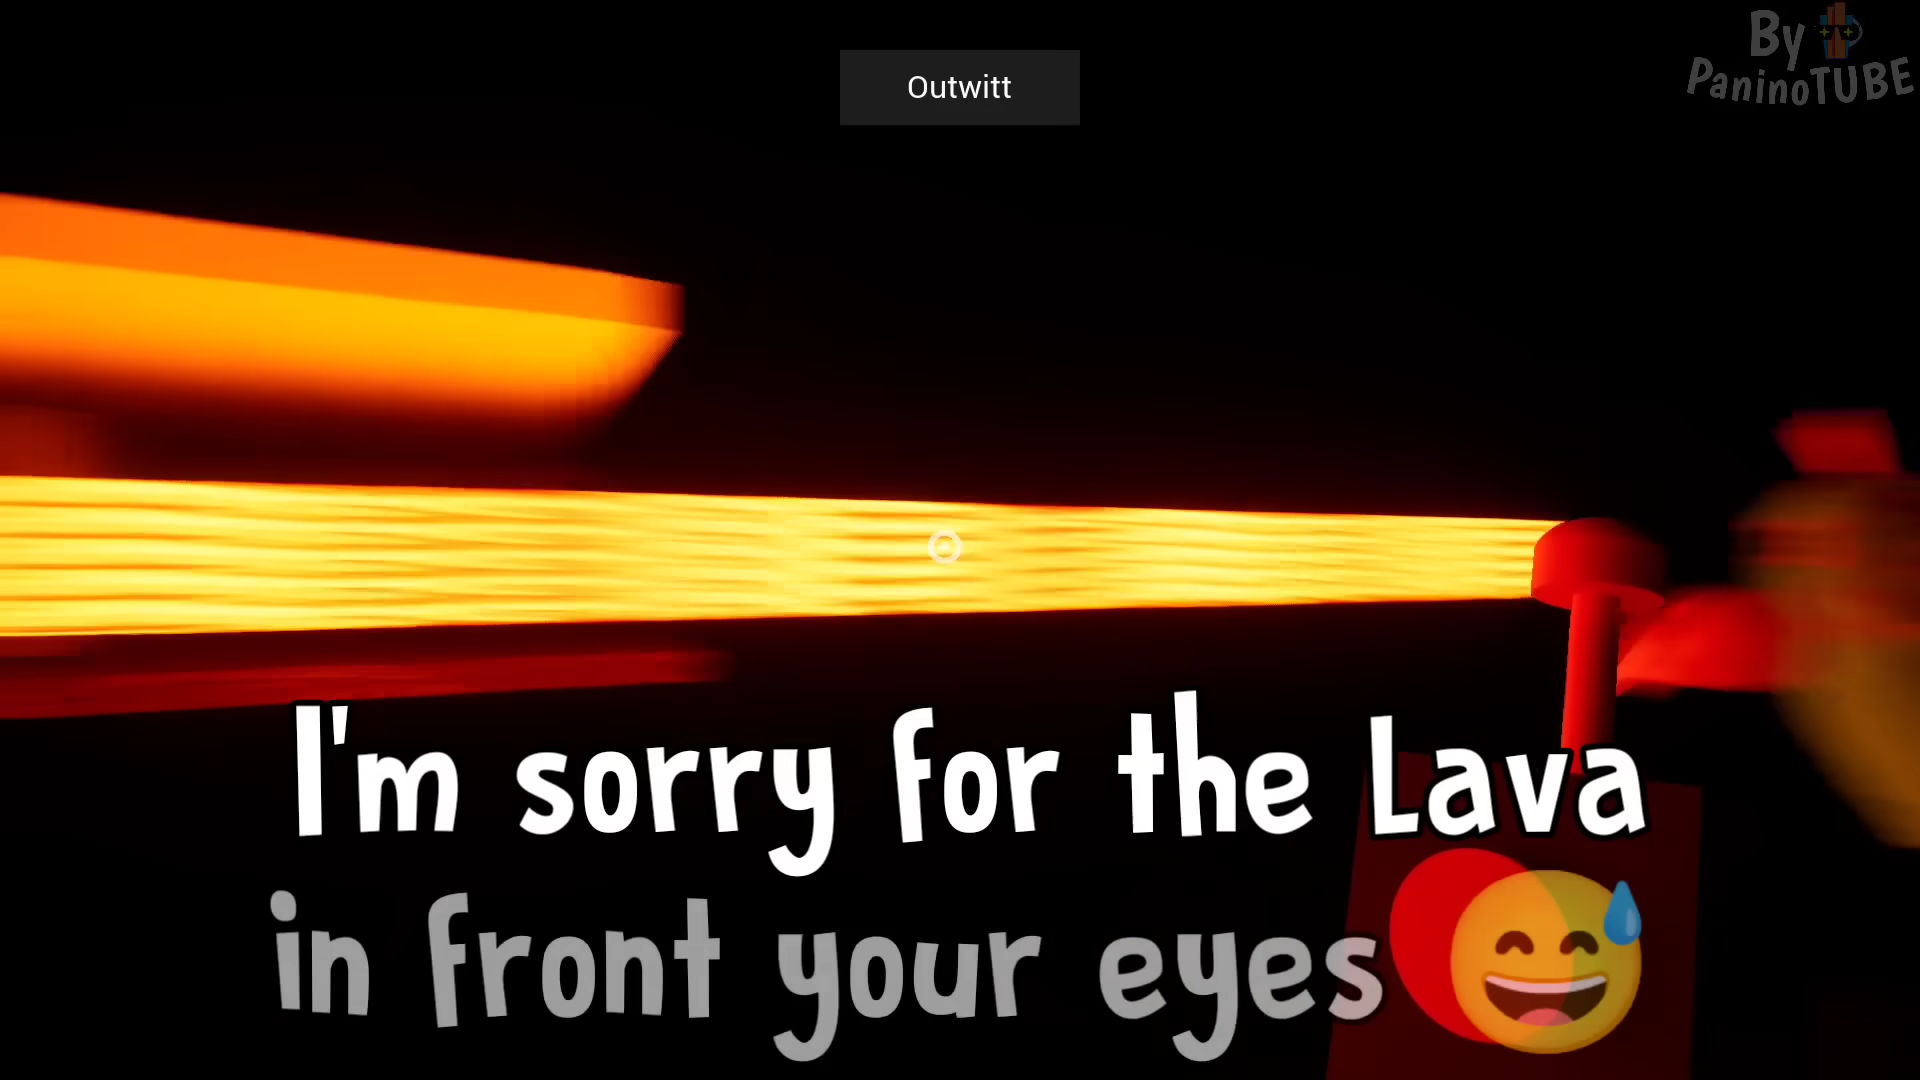 By
PaninoTUBE
Outwitt
I'm sorry for the Lava
in front your eyes😅